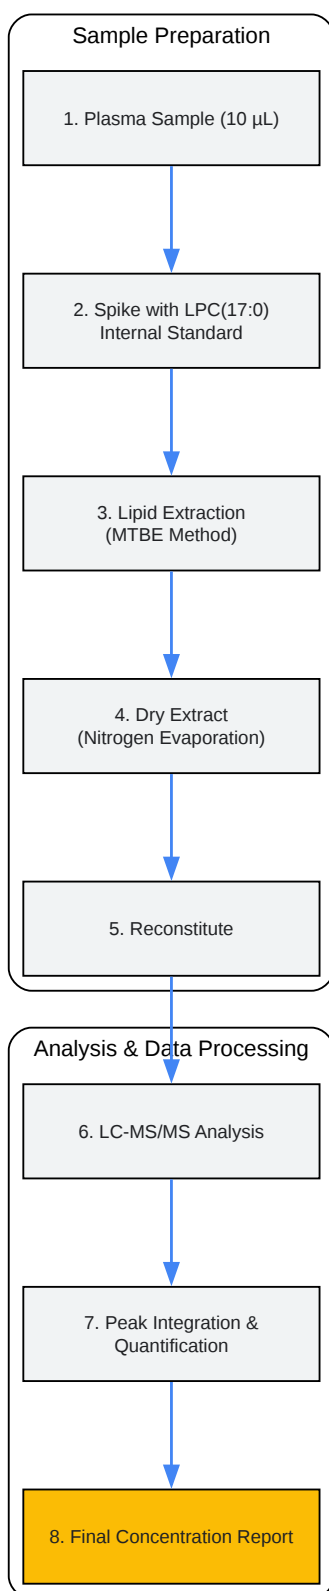 Sample Preparation
1. Plasma Sample (10 µL)
2. Spike with LPC(17:0)
Internal Standard
3. Lipid Extraction
(MTBE Method)
4. Dry Extract
(Nitrogen Evaporation)
5. Reconstitute
Analysis & Data Processing
6. LC-MS/MS Analysis
7. Peak Integration &
Quantification
8. Final Concentration Report